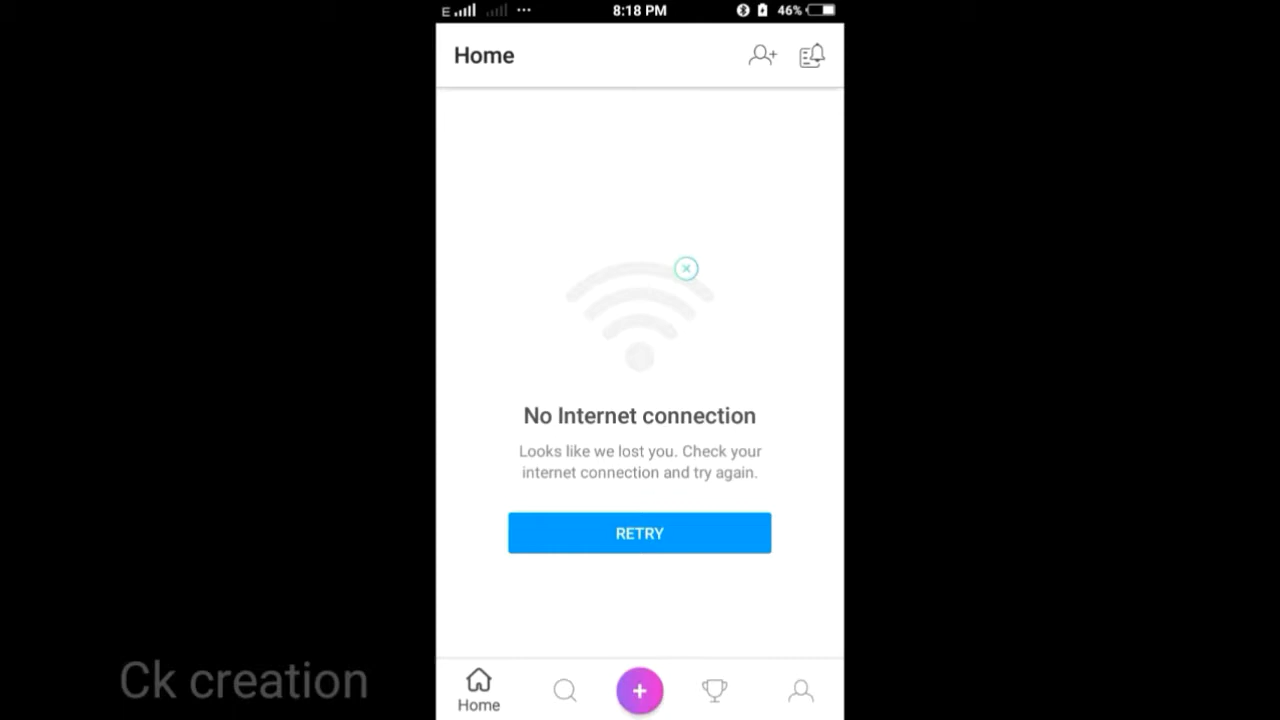 E 8:18 PM 46%
Home
No Internet connection
Looks like we lost you. Check your
internet connection and try again.
RETRY
Home
Ck creation